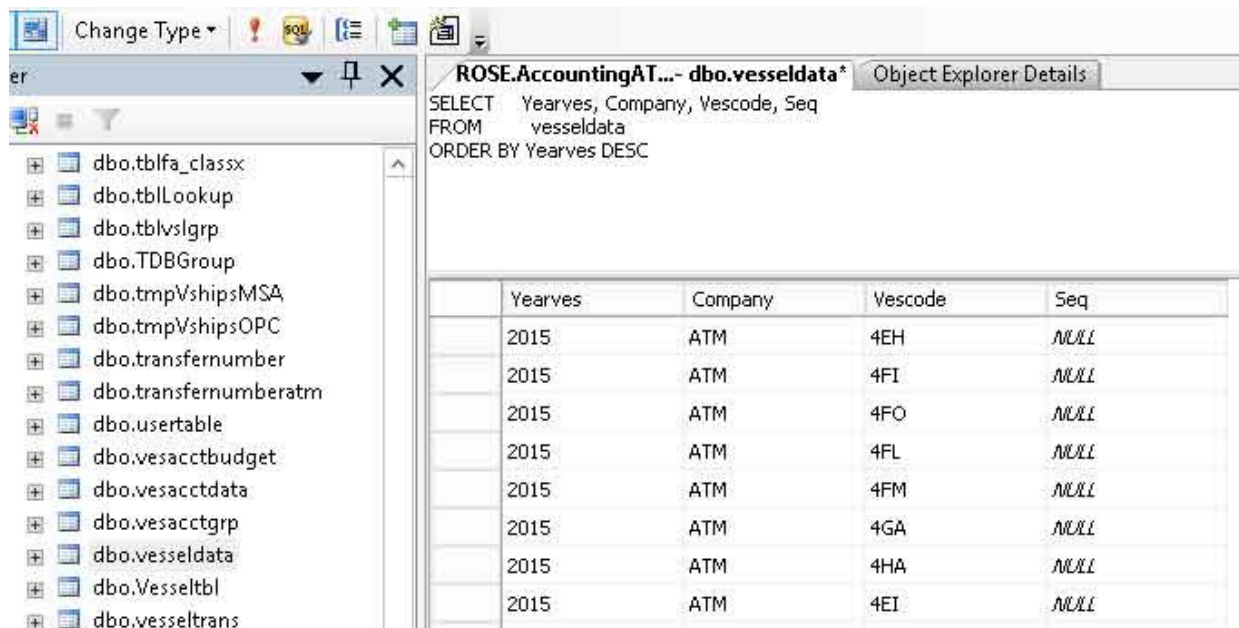 Change Type
SQL
er
ROSE.AccountingAT...- dbo.vesseldata*
Object Explorer Details
SELECT Yearves, Company, Vescode, Seq
FROM vesseldata
ORDER BY Yearves DESC
dbo.tblfa_classx
dbo.tblLookup
dbo.tblvslgrp
dbo.TDBGroup
dbo.tmpVshipsMSA
dbo.tmpVshipsOPC
dbo.transfernumber
dbo.transfernumberatm
dbo.usertable
dbo.vesacctbudget
dbo.vesacctdata
dbo.vesacctgrp
dbo.vesseldata
dbo.Vesseltbl
dbo.vesseltrans
Yearves Company Vescode Seq
2015 ATM 4EH NULL
2015 ATM 4FI NULL
2015 ATM 4FO NULL
2015 ATM 4FL NULL
2015 ATM 4FM NULL
2015 ATM 4GA NULL
2015 ATM 4HA NULL
2015 ATM 4EI NULL